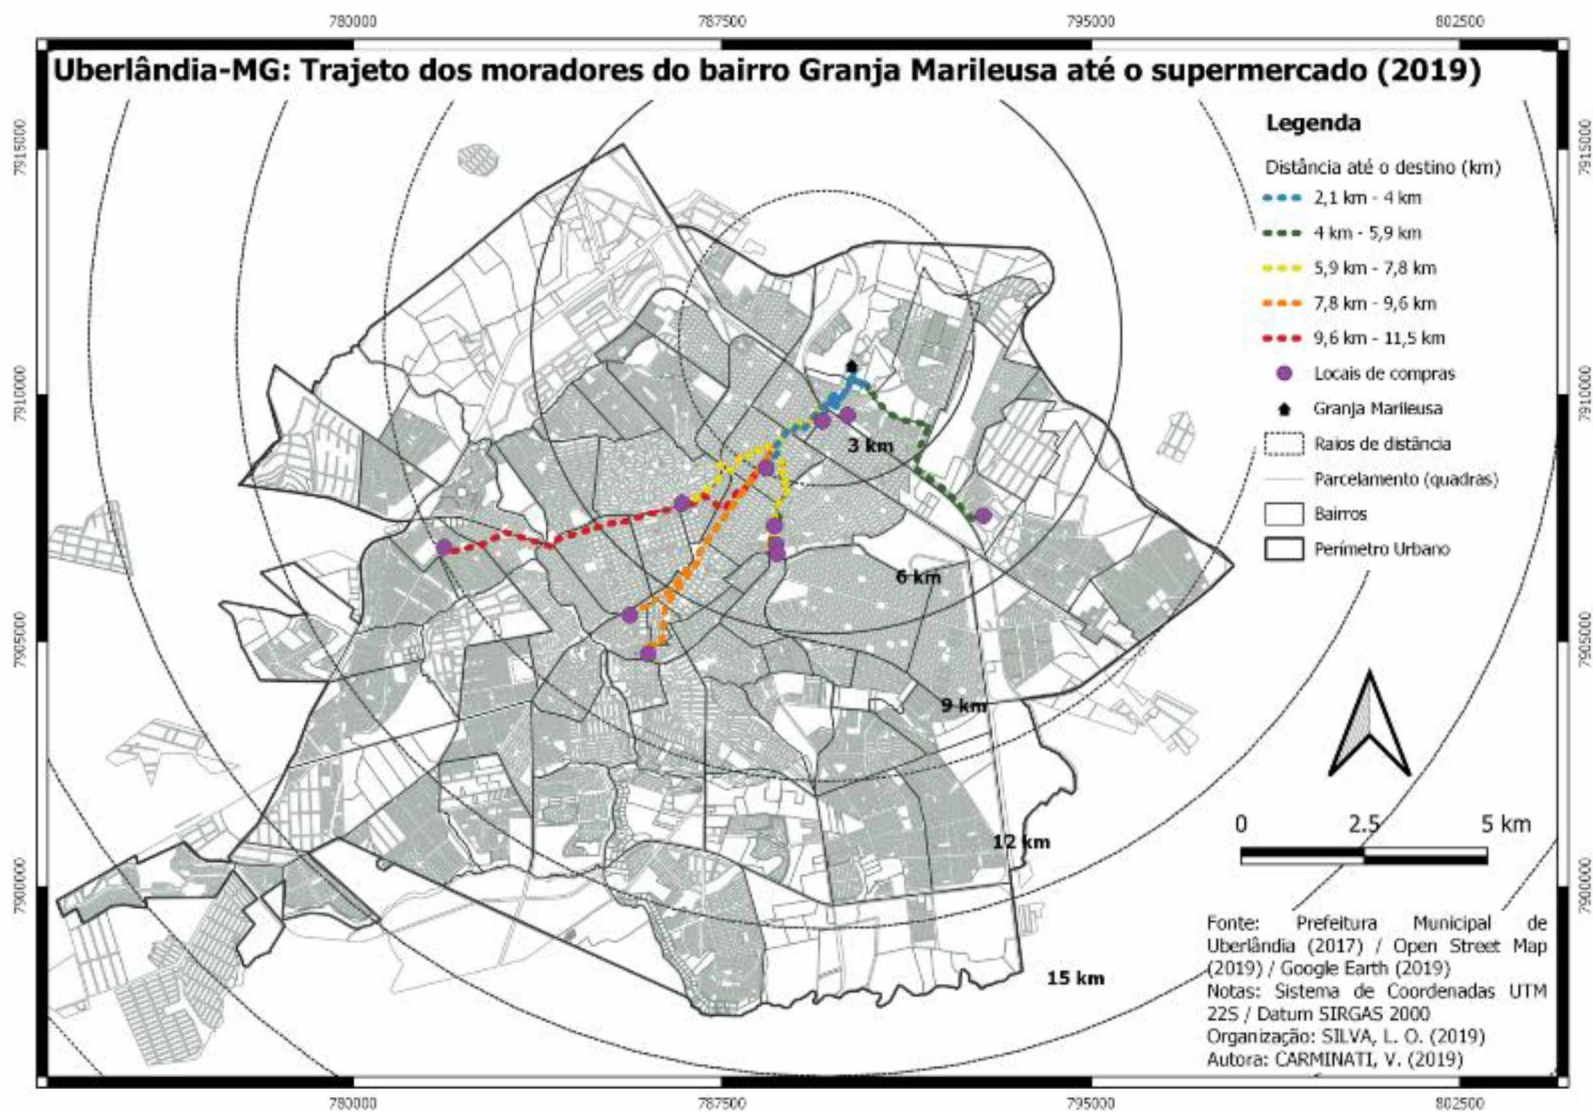 780000
787500
795000
802500
Uberlândia-MG: Trajeto dos moradores do bairro Granja Marileusa até o supermercado (2019)
7915000
7915000
Legenda
Distância até o destino (km)
2,1 km - 4 km
4 km - 5,9 km
5,9 km - 7,8 km
7,8 km - 9,6 km
9,6 km - 11,5 km
Locais de compras
Granja Marileusa
Raios de distância
Parcelamento (quadras)
Bairros
Perímetro Urbano
7910000
7910000
3 km
6 km
7905000
7905000
9 km
12 km
15 km
0 2.5 5 km
7900000
7900000
Fonte: Prefeitura Municipal de
Uberlândia (2017) / Open Street Map
(2019) / Google Earth (2019)
Notas: Sistema de Coordenadas UTM
22S / Datum SIRGAS 2000
Organização: SILVA, L. O. (2019)
Autora: CARMINATI, V. (2019)
780000
787500
795000
802500